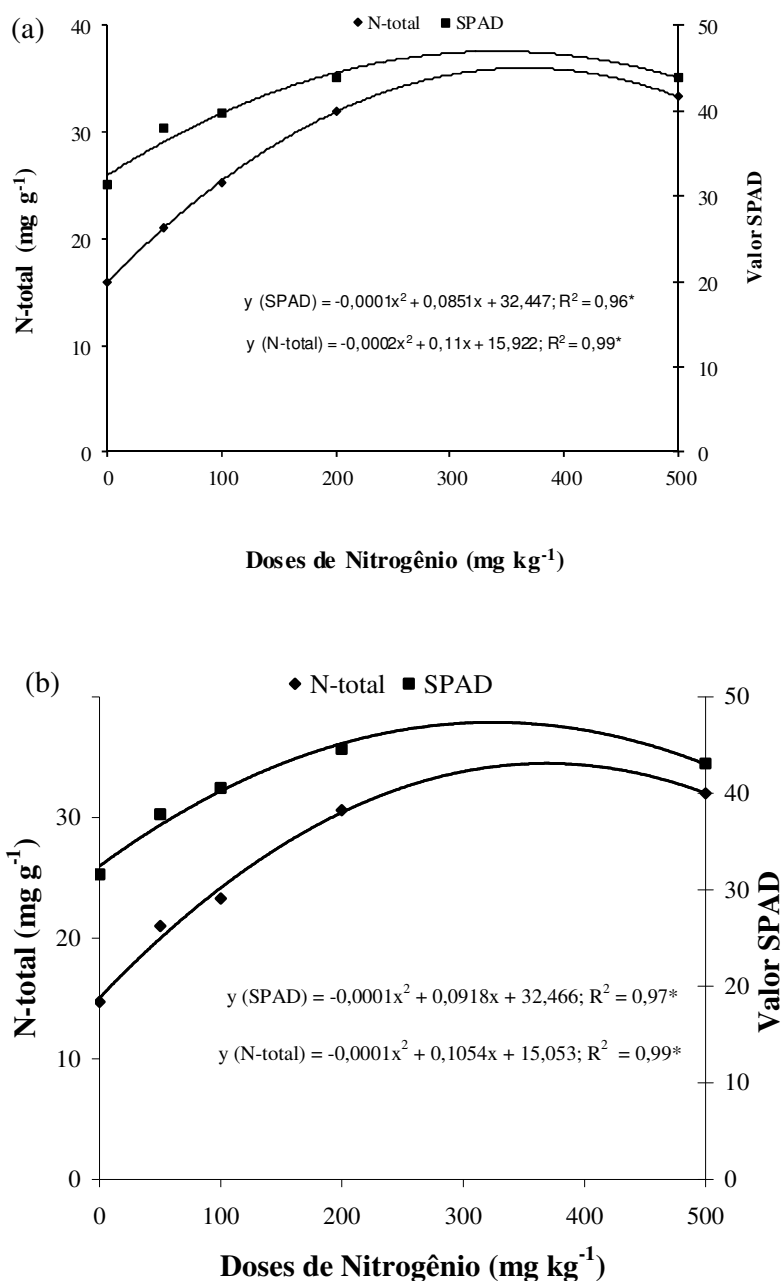 (a)
N-total SPAD
40
30
20
10
0
N-total (mg g⁻¹)
50
40
30
20
10
0
Valor SPAD
y (SPAD) = -0,0001x² + 0,0851x + 32,447; R² = 0,96*
y (N-total) = -0,0002x² + 0,11x + 15,922; R² = 0,99*
0 100 200 300 400 500
Doses de Nitrogênio (mg kg⁻¹)
(b)
N-total SPAD
30
20
10
0
N-total (mg g⁻¹)
50
40
30
20
10
0
Valor SPAD
y (SPAD) = -0,0001x² + 0,0918x + 32,466; R² = 0,97*
y (N-total) = -0,0001x² + 0,1054x + 15,053; R² = 0,99*
0 100 200 300 400 500
Doses de Nitrogênio (mg kg⁻¹)